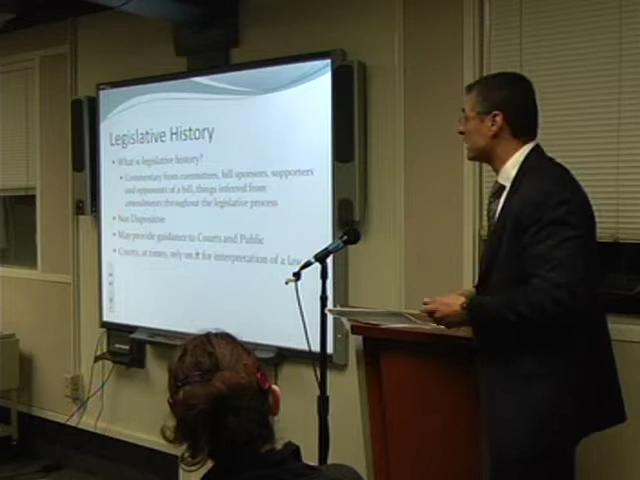 Legislative History
• What is legislative history?
• Commentary from committees, bill sponsors, supporters
and opponents of a bill, things inferred from
amendments throughout the legislative process
• Not Dispositive
• May provide guidance to Courts and Public
• Courts, at times, rely on it for interpretation of a law